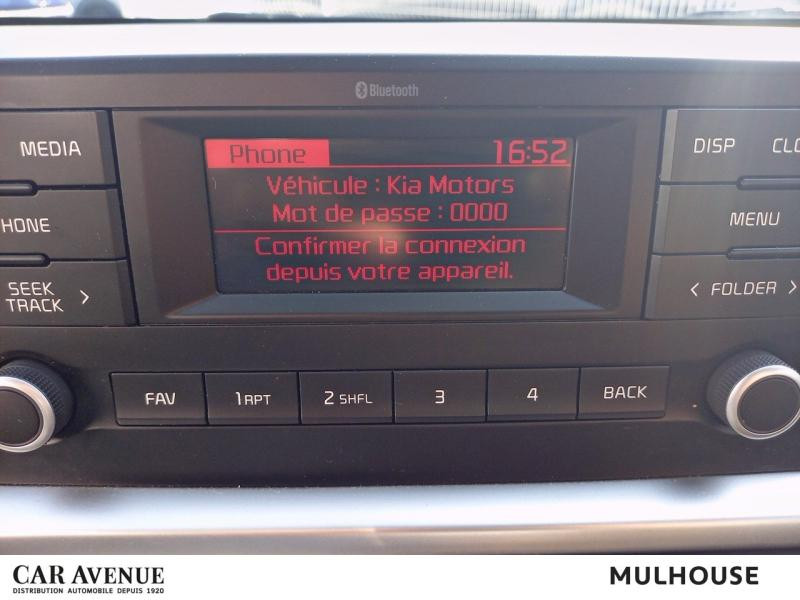 Bluetooth
MEDIA
Phone 16:52
DISP
Véhicule : Kia Motors
Mot de passe : 0000
MENU
Confirmer la connexion
depuis votre appareil.
SEEK
TRACK >
< FOLDER >
FAV
1 RPT
2 SHFL
3
4
BACK
CAR AVENUE
DISTRIBUTION AUTOMOBILE DEPUIS 1920
MULHOUSE